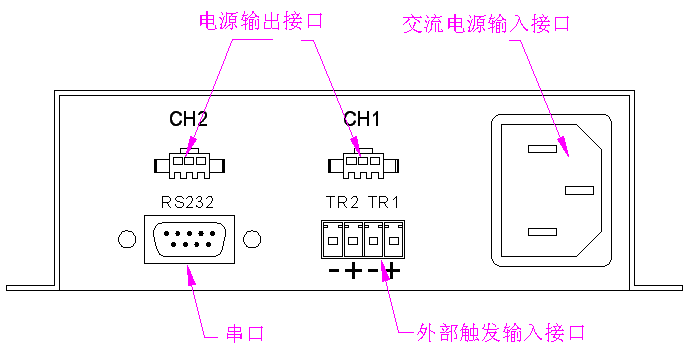 电源输出接口
交流电源输入接口
CH2
CH1
RS232
TR2 TR1
- + - +
串口
外部触发输入接口